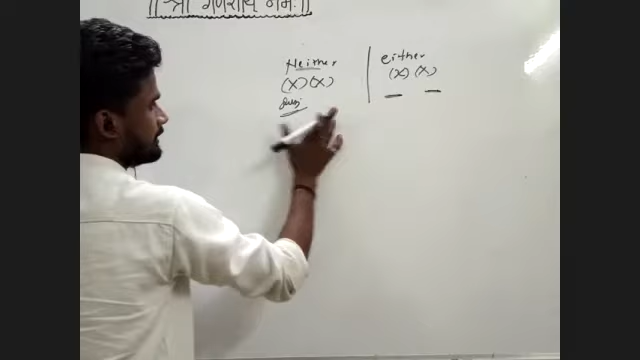 || श्री गणेशाय नमः ||
Neither
(x) (x)
either
(x) (x)